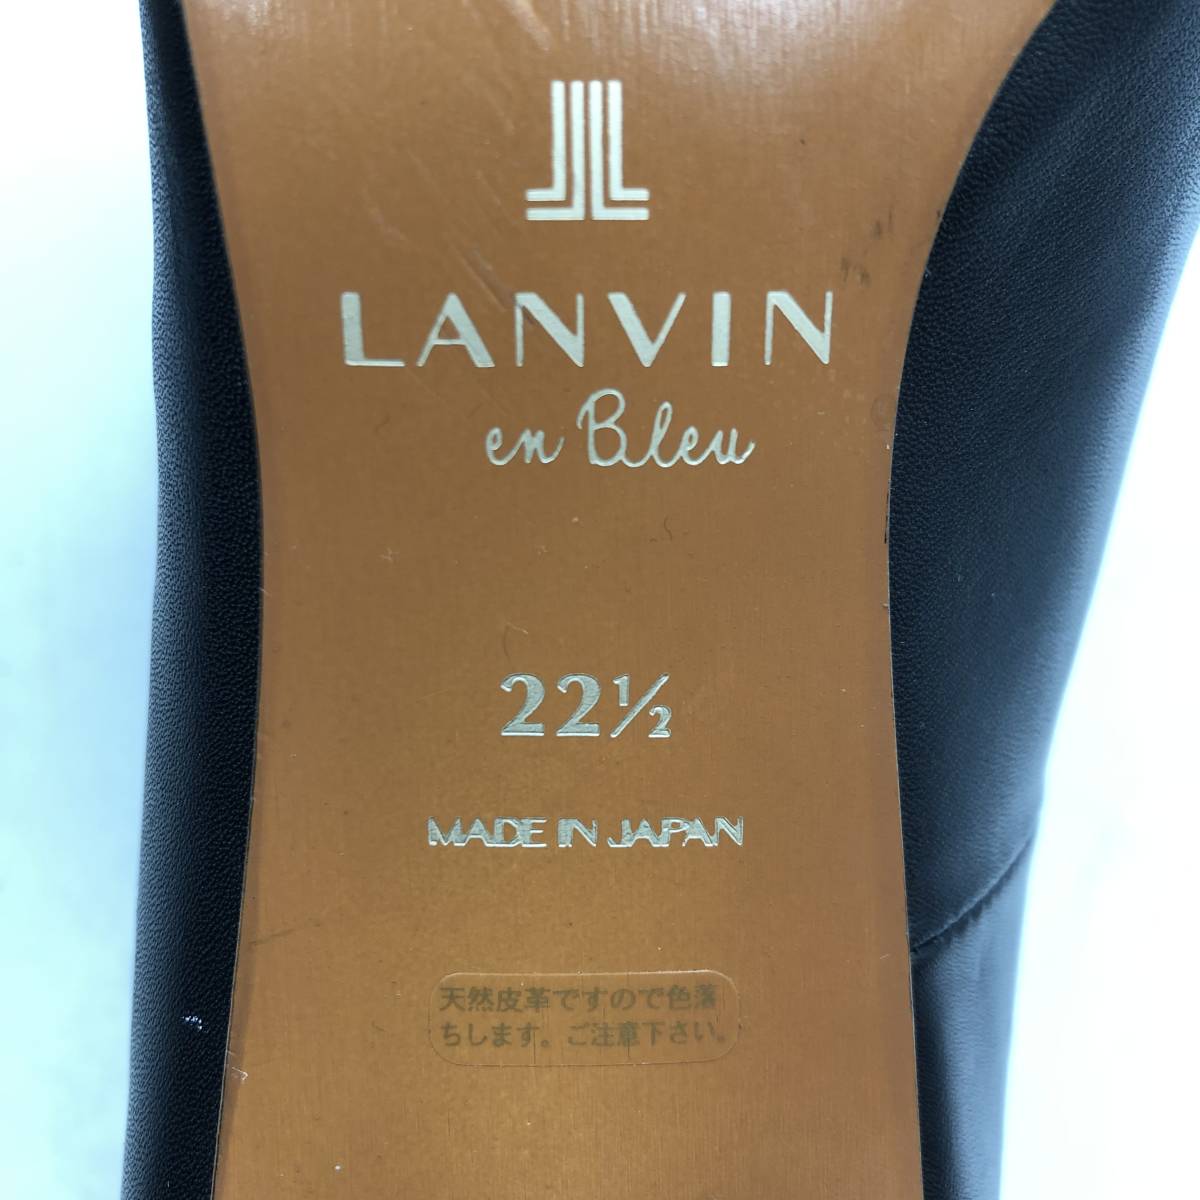 LANVIN
en Bleu
22½
MADE IN JAPAN
天然皮革ですので色落
ちします。ご注意下さい。